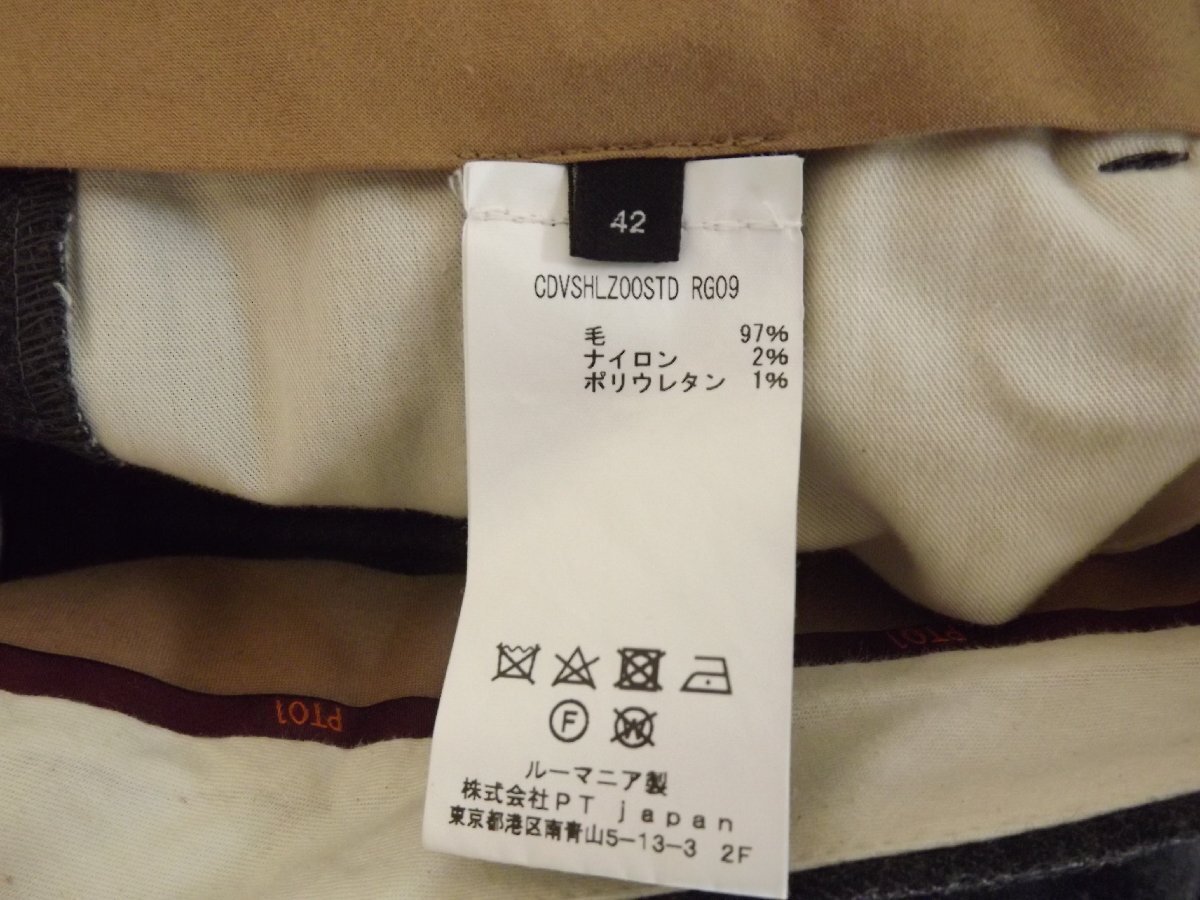 42
CDVSHLZ00STD RG09
毛 97%
ナイロン 2%
ポリウレタン 1%
F
W
ルーマニア製
株式会社PT japan
東京都港区南青山5-13-3 2F
PT01
PT01